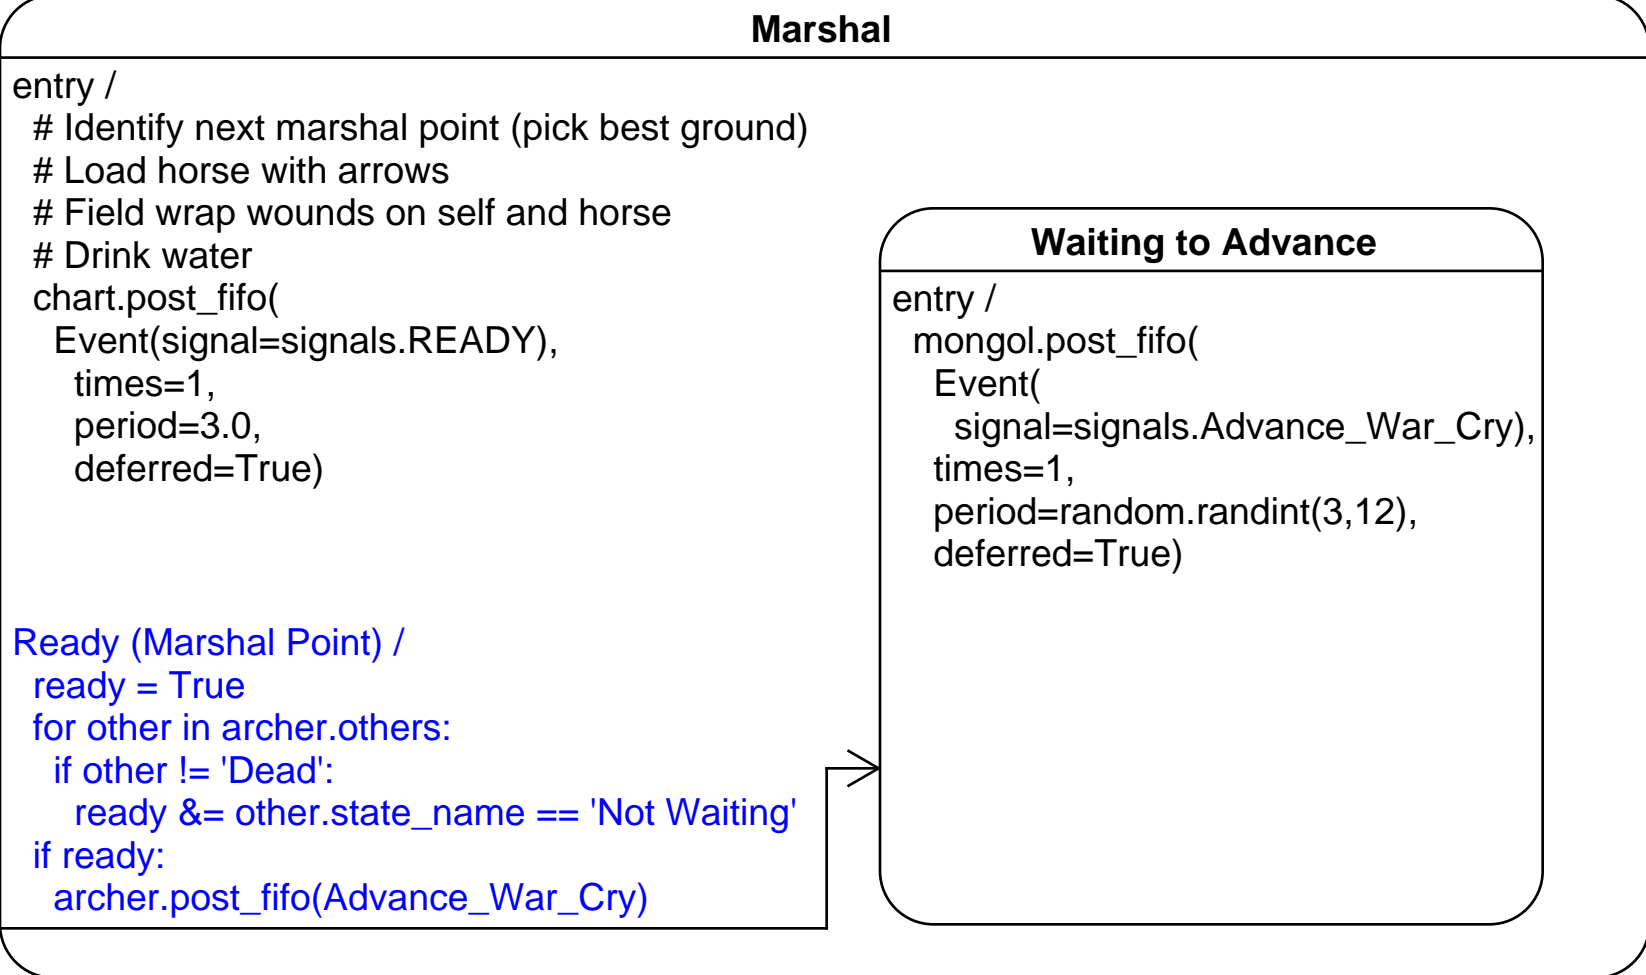 Marshal
entry /
# Identify next marshal point (pick best ground)
# Load horse with arrows
# Field wrap wounds on self and horse
# Drink water
chart.post_fifo(
Event(signal=signals.READY),
times=1,
period=3.0,
deferred=True)
Ready (Marshal Point) /
ready = True
for other in archer.others:
if other != 'Dead':
ready &= other.state_name == 'Not Waiting'
if ready:
archer.post_fifo(Advance_War_Cry)
Waiting to Advance
entry /
mongol.post_fifo(
Event(
signal=signals.Advance_War_Cry),
times=1,
period=random.randint(3,12),
deferred=True)